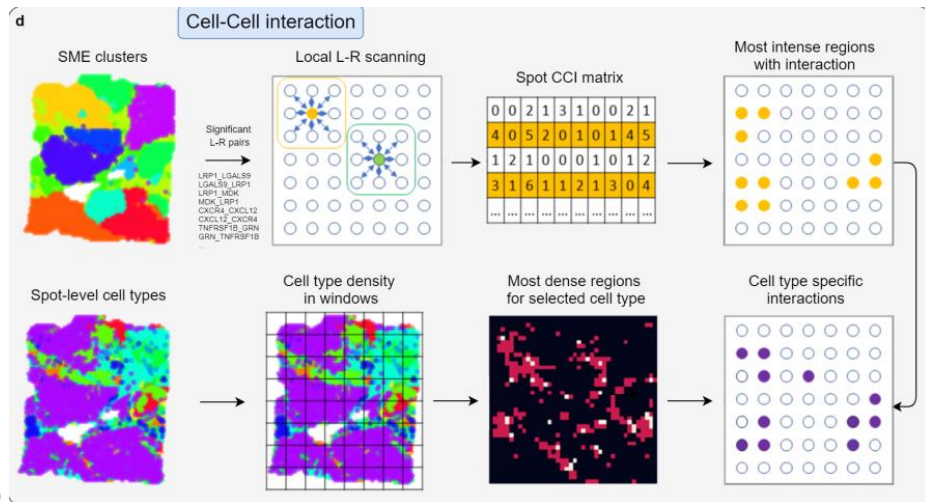 d
Cell-Cell interaction
SME clusters
Local L-R scanning
Spot CCI matrix
Most intense regions
with interaction
Significant
L-R pairs
LRP1_LGALS9
LGALS9_LRP1
LRP1_MDK
MDK_LRP1
CXCR4_CXCL12
CXCL12_CXCR4
TNFRSF1B_GRN
GRN_TNFRSF1B
...
0 0 2 1 3 1 0 0 2 1
4 0 5 2 0 1 0 1 4 5
1 2 1 0 0 0 1 0 1 2
3 1 6 1 1 2 1 3 0 4
... ... ... ... ... ... ... ... ... ...
Spot-level cell types
Cell type density
in windows
Most dense regions
for selected cell type
Cell type specific
interactions